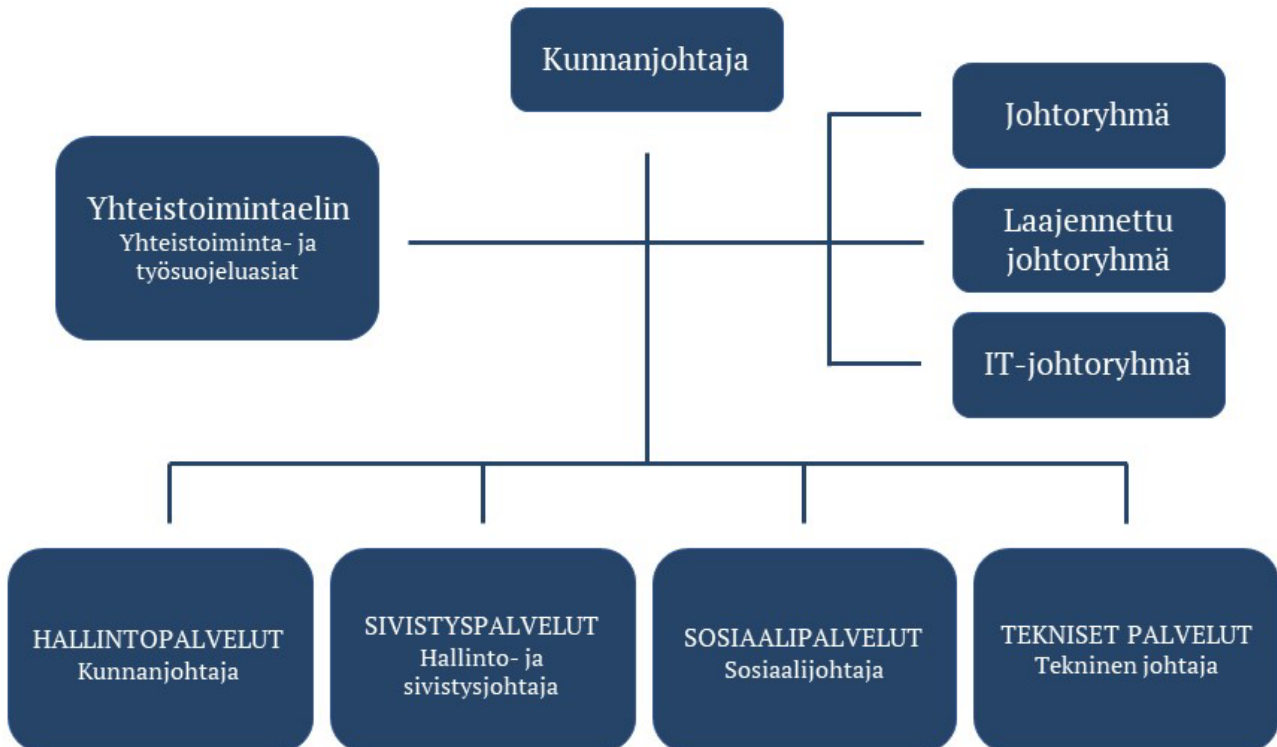 Kunnanjohtaja
Johtoryhmä
Yhteistoimintaelin
Yhteistoiminta- ja
työsuojeluasiat
Laajennettu
johtoryhmä
IT-johtoryhmä
HALLINTOPALVELUT
Kunnanjohtaja
SIVISTYSPALVELUT
Hallinto- ja
sivistysjohtaja
SOSIAALIPALVELUT
Sosiaalijohtaja
TEKNISET PALVELUT
Tekninen johtaja